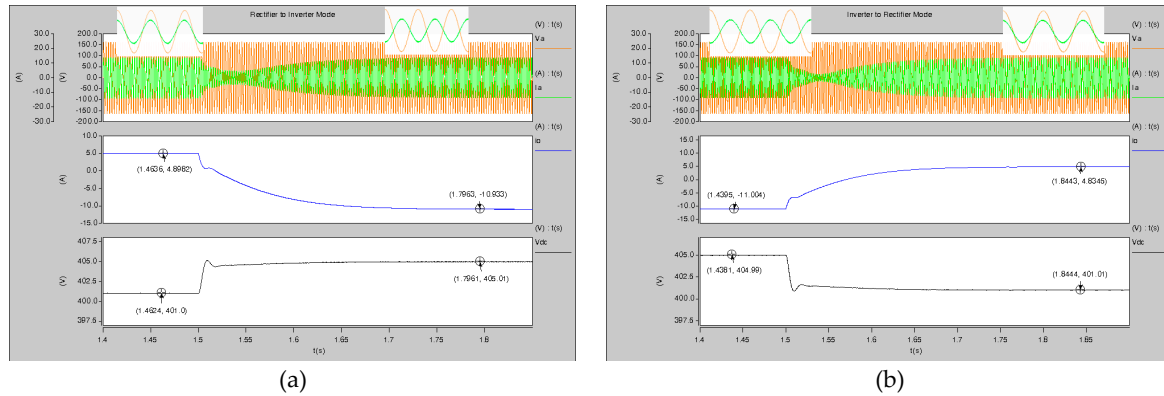 Rectifier to Inverter Mode
(V) : t(s)
Va
(A) : t(s)
Ia
30.0
20.0
10.0
0.0
-10.0
-20.0
-30.0
(A)
200.0
150.0
100.0
50.0
0.0
-50.0
-100.0
-150.0
-200.0
(V)
(A) : t(s)
io
10.0
5.0
0.0
-5.0
-10.0
-15.0
(A)
(1.4636, 4.8982)
(1.7963, -10.933)
(V) : t(s)
Vdc
407.5
405.0
402.5
400.0
397.5
(V)
(1.4624, 401.0)
(1.7961, 405.01)
1.4 1.45 1.5 1.55 1.6 1.65 1.7 1.75 1.8
t(s)
(a)
Inverter to Rectifier Mode
(V) : t(s)
Va
(A) : t(s)
Ia
30.0
20.0
10.0
0.0
-10.0
-20.0
-30.0
(A)
200.0
150.0
100.0
50.0
0.0
-50.0
-100.0
-150.0
-200.0
(V)
(A) : t(s)
io
15.0
10.0
5.0
0.0
-5.0
-10.0
-15.0
(A)
(1.4395, -11.004)
(1.8443, 4.8345)
(V) : t(s)
Vdc
407.5
405.0
402.5
400.0
397.5
(V)
(1.4381, 404.99)
(1.8444, 401.01)
1.4 1.45 1.5 1.55 1.6 1.65 1.7 1.75 1.8 1.85
t(s)
(b)